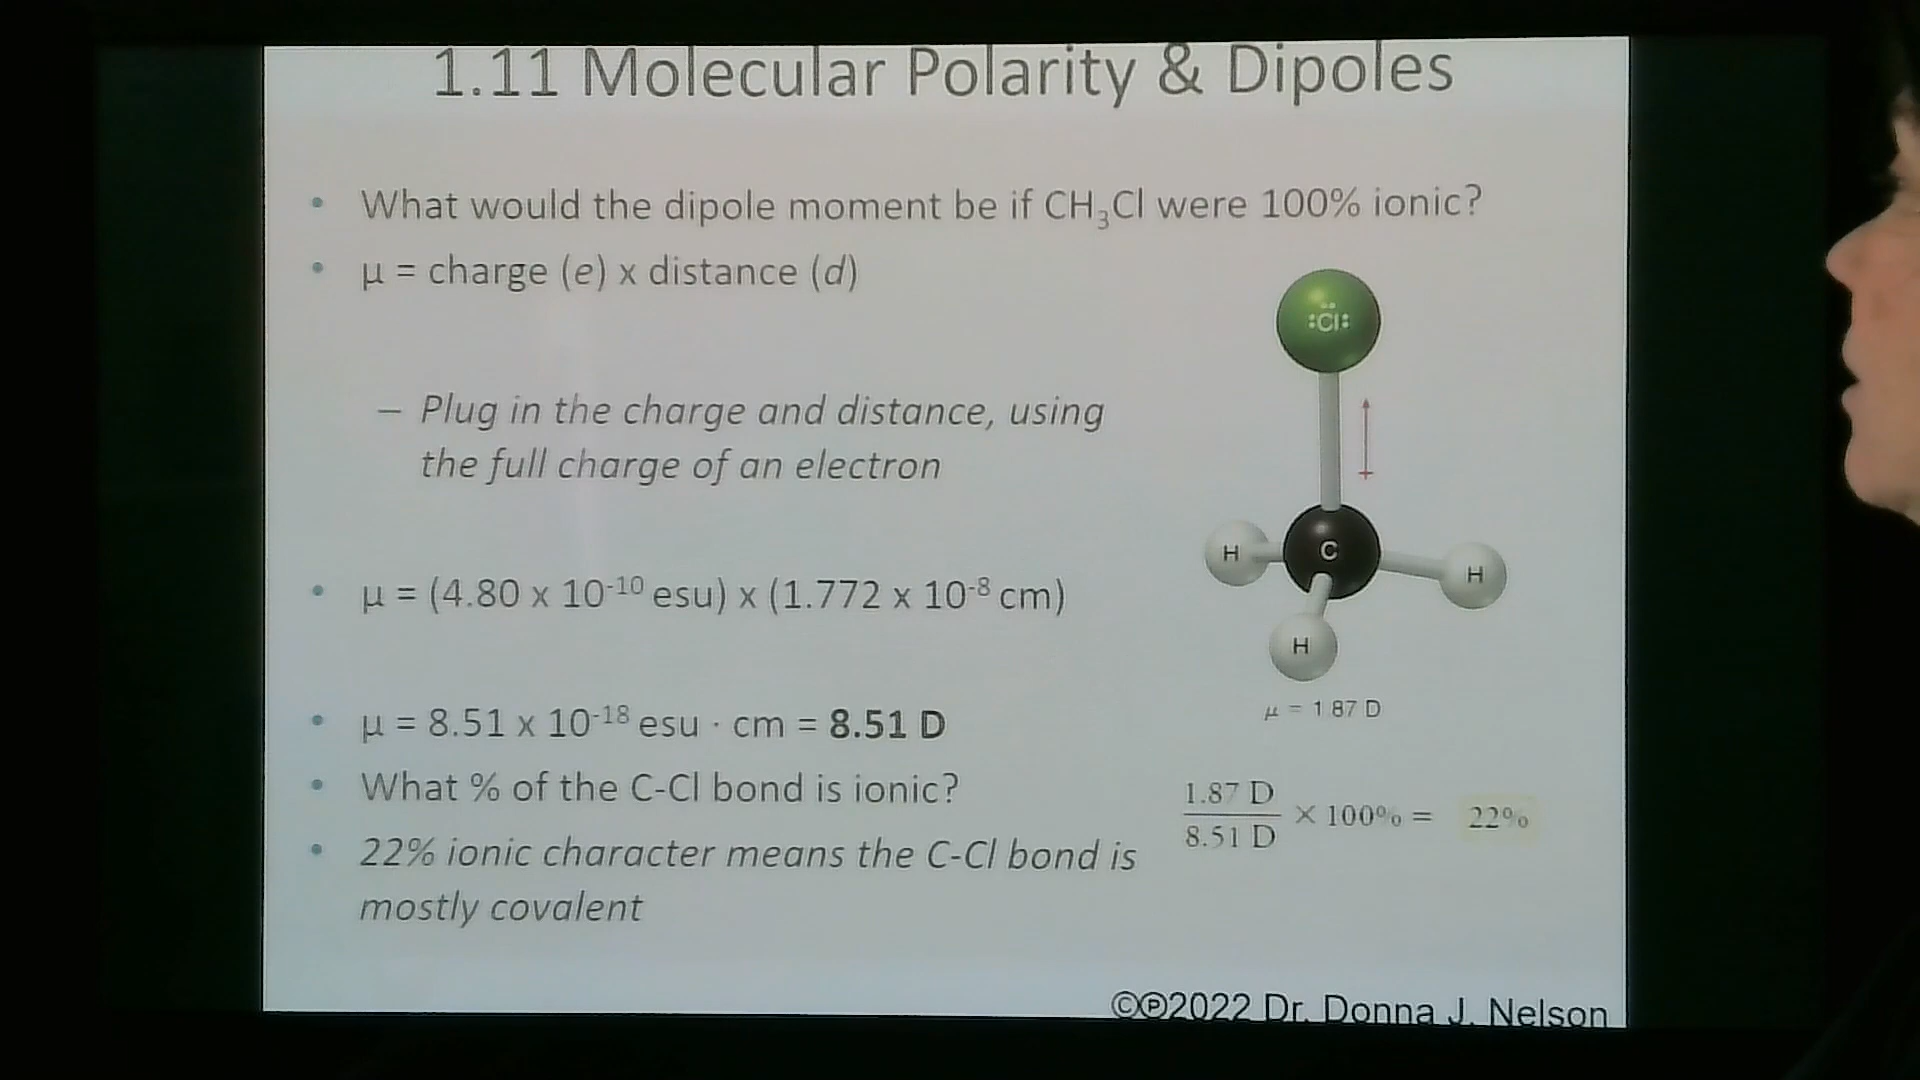 1.11 Molecular Polarity & Dipoles
• What would the dipole moment be if CH₃Cl were 100% ionic?
• μ = charge (e) x distance (d)
– Plug in the charge and distance, using
the full charge of an electron
• μ = (4.80 x 10⁻¹⁰ esu) x (1.772 x 10⁻⁸ cm)
• μ = 8.51 x 10⁻¹⁸ esu · cm = 8.51 D
• What % of the C-Cl bond is ionic?
• 22% ionic character means the C-Cl bond is
mostly covalent
:Cl:
H
C
H
H
μ = 1.87 D
1.87 D
8.51 D
× 100% = 22%
©℗2022 Dr. Donna J. Nelson